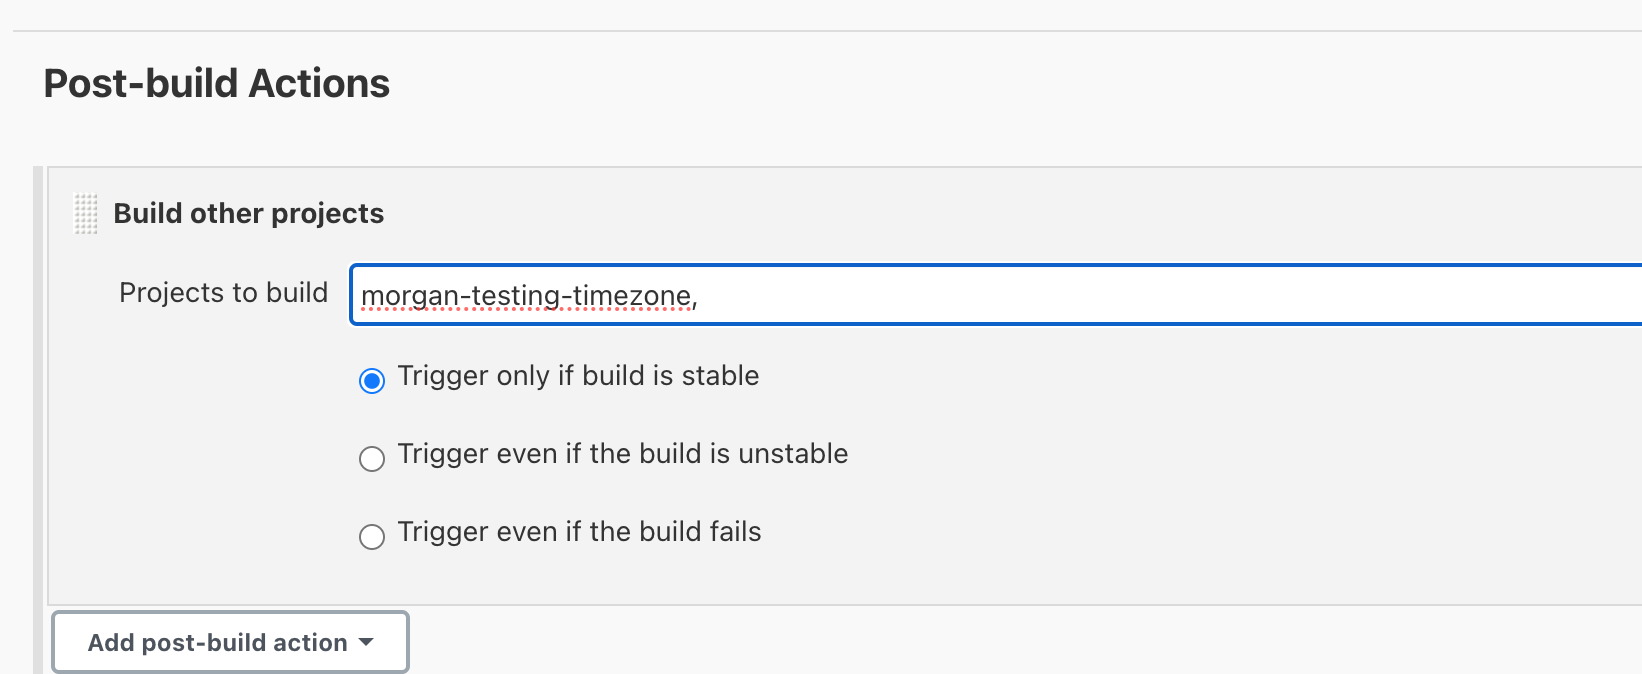 Post-build Actions
Build other projects
Projects to build morgan-testing-timezone,
Trigger only if build is stable
Trigger even if the build is unstable
Trigger even if the build fails
Add post-build action